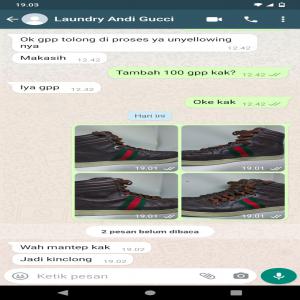 19.03
Laundry Andi Gucci
Ok gpp tolong di proses ya unyellowing
nya
12.42
Makasih 12.42
Tambah 100 gpp kak? 12.42
Iya gpp 12.42
Oke kak 12.42
Hari ini
19.01
19.01
19.01
19.01
2 pesan belum dibaca
Wah mantep kak 19.02
Jadi kinclong 19.02
Ketik pesan